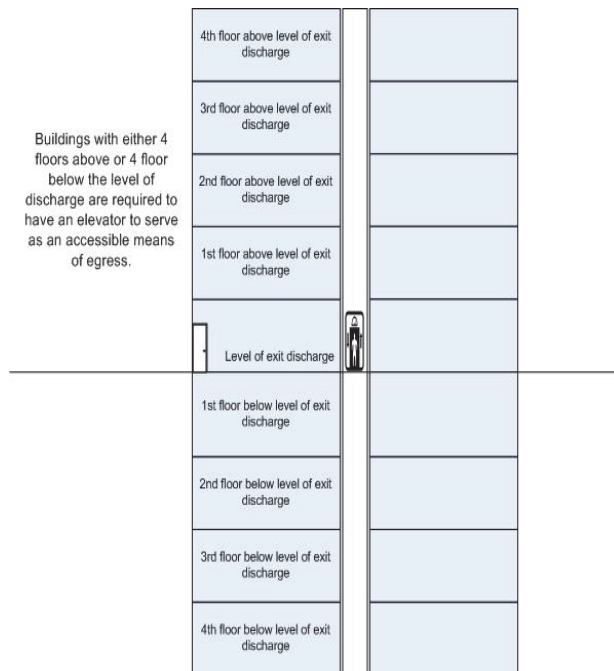 4th floor above level of exit
discharge
3rd floor above level of exit
discharge
Buildings with either 4
floors above or 4 floor
below the level of
discharge are required to
have an elevator to serve
as an accessible means
of egress.
2nd floor above level of exit
discharge
1st floor above level of exit
discharge
Level of exit discharge
1st floor below level of exit
discharge
2nd floor below level of exit
discharge
3rd floor below level of exit
discharge
4th floor below level of exit
discharge